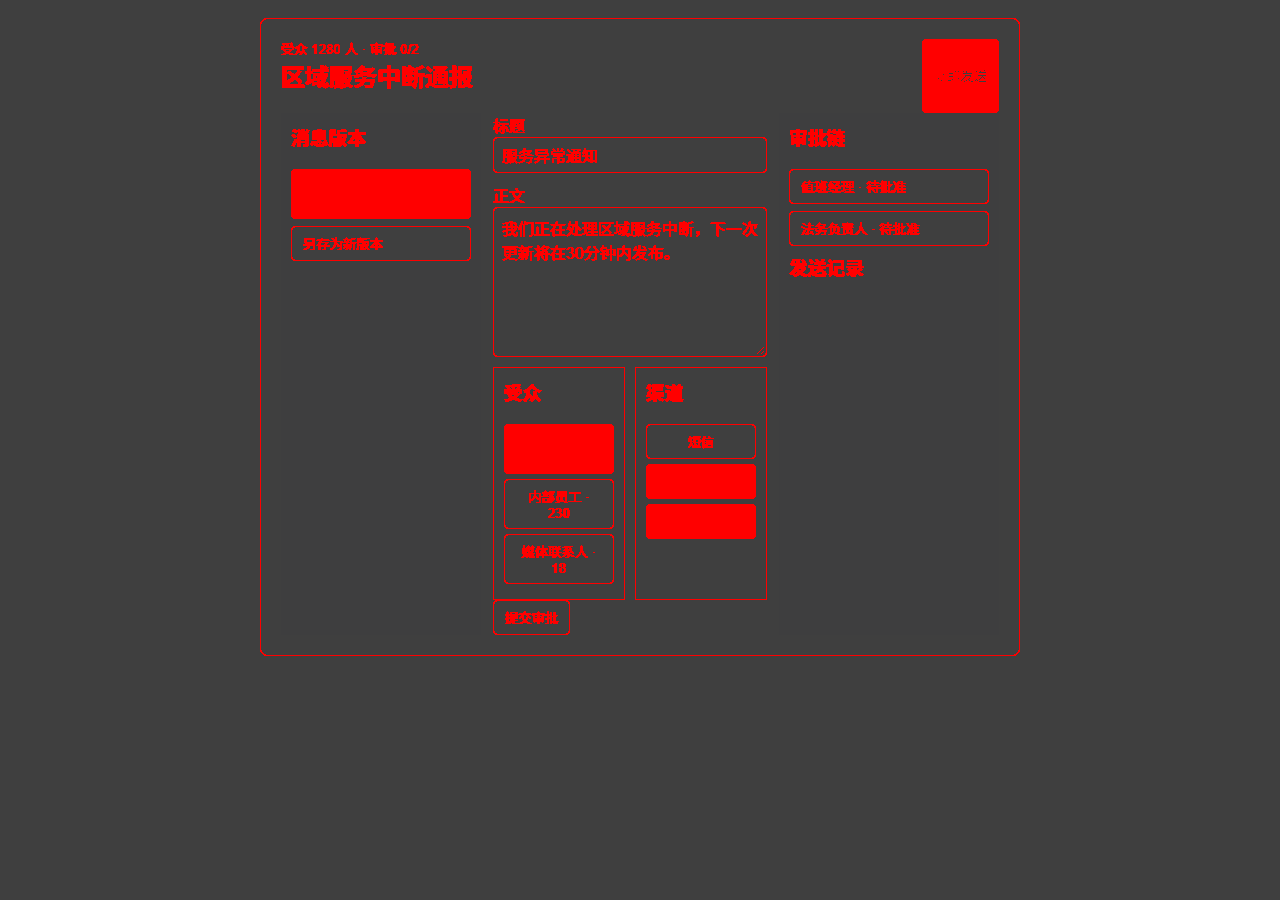 受众 1280 人 · 审批 0/2
区域服务中断通报
消息版本
另存为新版本
标题
服务异常通知
正文
我们正在处理区域服务中断，下一次
更新将在30分钟内发布。
受众
内部员工 ·
230
媒体联系人 ·
18
渠道
短信
提交审批
审批链
值班经理 · 待批准
法务负责人 · 待批准
发送记录